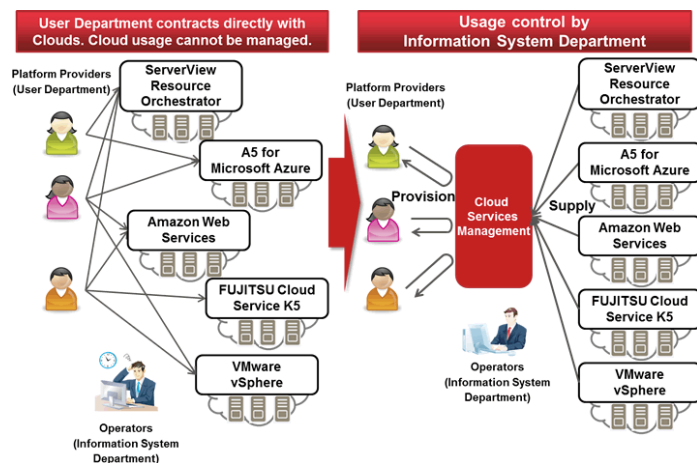 User Department contracts directly with
Clouds. Cloud usage cannot be managed.
Platform Providers
(User Department)
ServerView
Resource
Orchestrator
A5 for
Microsoft Azure
Amazon Web
Services
FUJITSU Cloud
Service K5
VMware
vSphere
Operators
(Information System
Department)
Usage control by
Information System Department
Platform Providers
(User Department)
Provision
Cloud
Services
Management
Supply
ServerView
Resource
Orchestrator
A5 for
Microsoft Azure
Amazon Web
Services
FUJITSU Cloud
Service K5
VMware
vSphere
Operators
(Information System
Department)